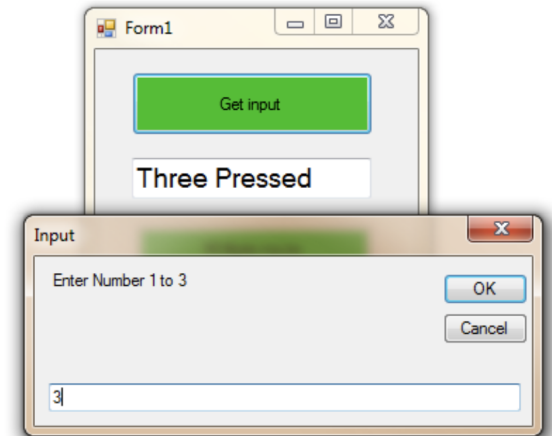 Form1
Get input
Three Pressed
Input
Enter Number 1 to 3
OK
Cancel
3